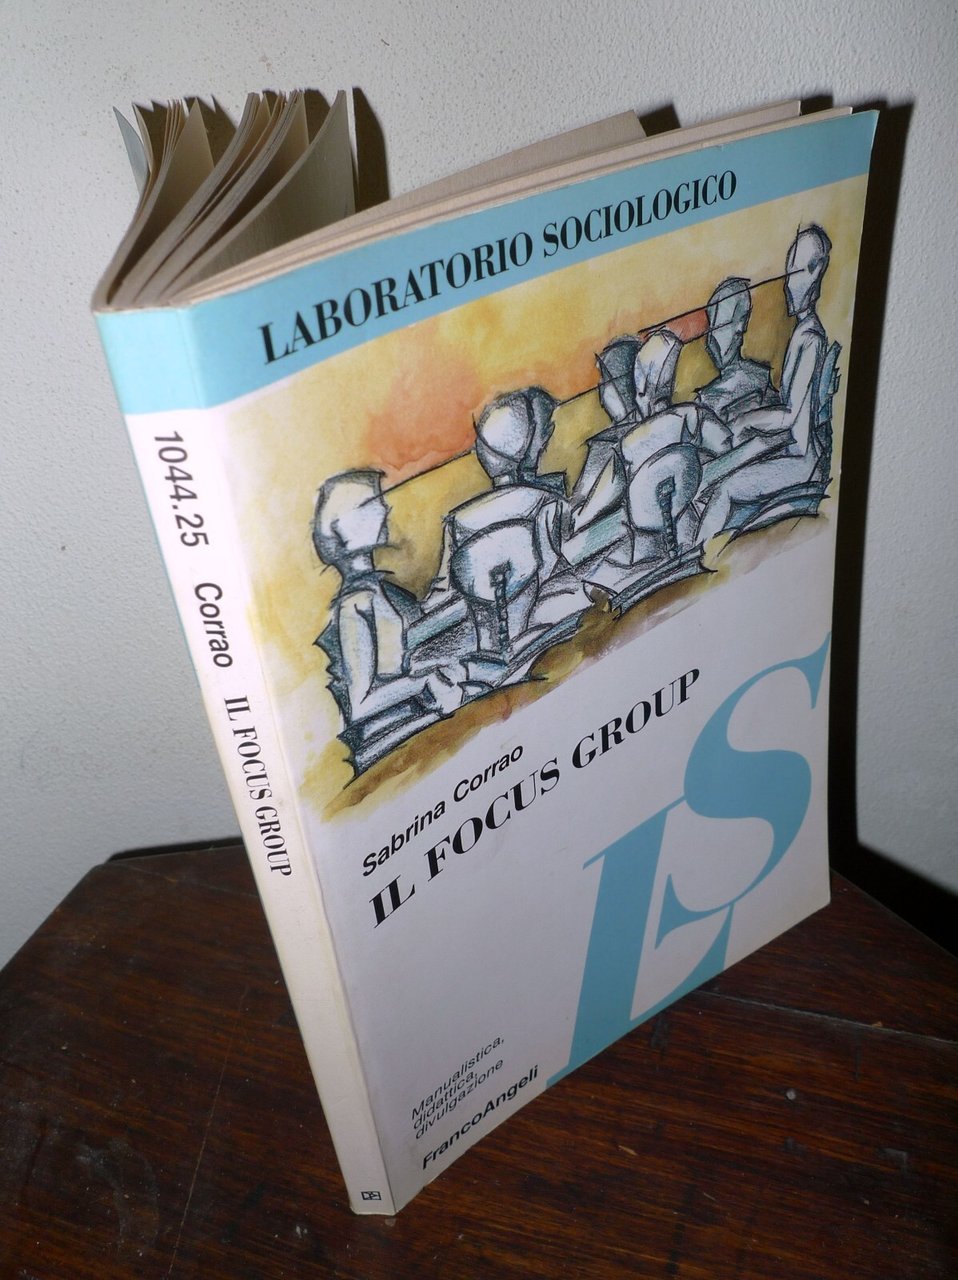 LABORATORIO SOCIOLOGICO
Sabrina Corrao
IL FOCUS GROUP
LS
Manualistica,
didattica,
divulgazione
FrancoAngeli
1044.25 Corrao IL FOCUS GROUP